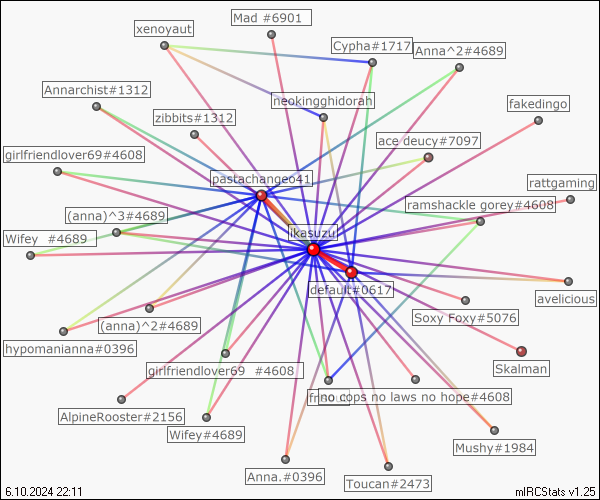 Mad #6901
xenoyaut
Cypha#1717
Anna^2#4689
Annarchist#1312
neokingghidorah
fakedingo
zibbits#1312
ace deucy#7097
girlfriendlover69#4608
pastachangeo41
rattgaming
ramshackle gorey#4608
(anna)^3#4689
Wifey #4689
ikasuzu
default#0617
avelicious
Soxy Foxy#5076
(anna)^2#4689
hypomanianna#0396
girlfriendlover69 #4608
Skalman
no cops no laws no hope#4608
AlpineRooster#2156
Wifey#4689
Mushy#1984
Anna.#0396
Toucan#2473
6.10.2024 22:11
mIRCStats v1.25